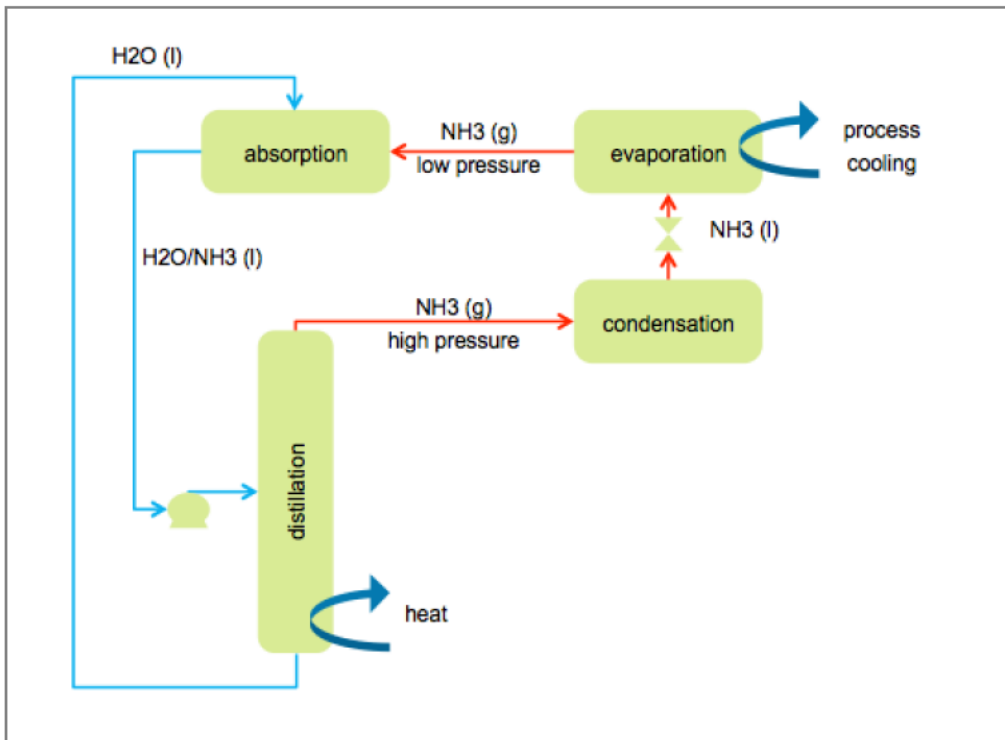 H2O (l)
absorption
NH3 (g)
low pressure
evaporation
process
cooling
H2O/NH3 (l)
NH3 (l)
NH3 (g)
high pressure
condensation
distillation
heat